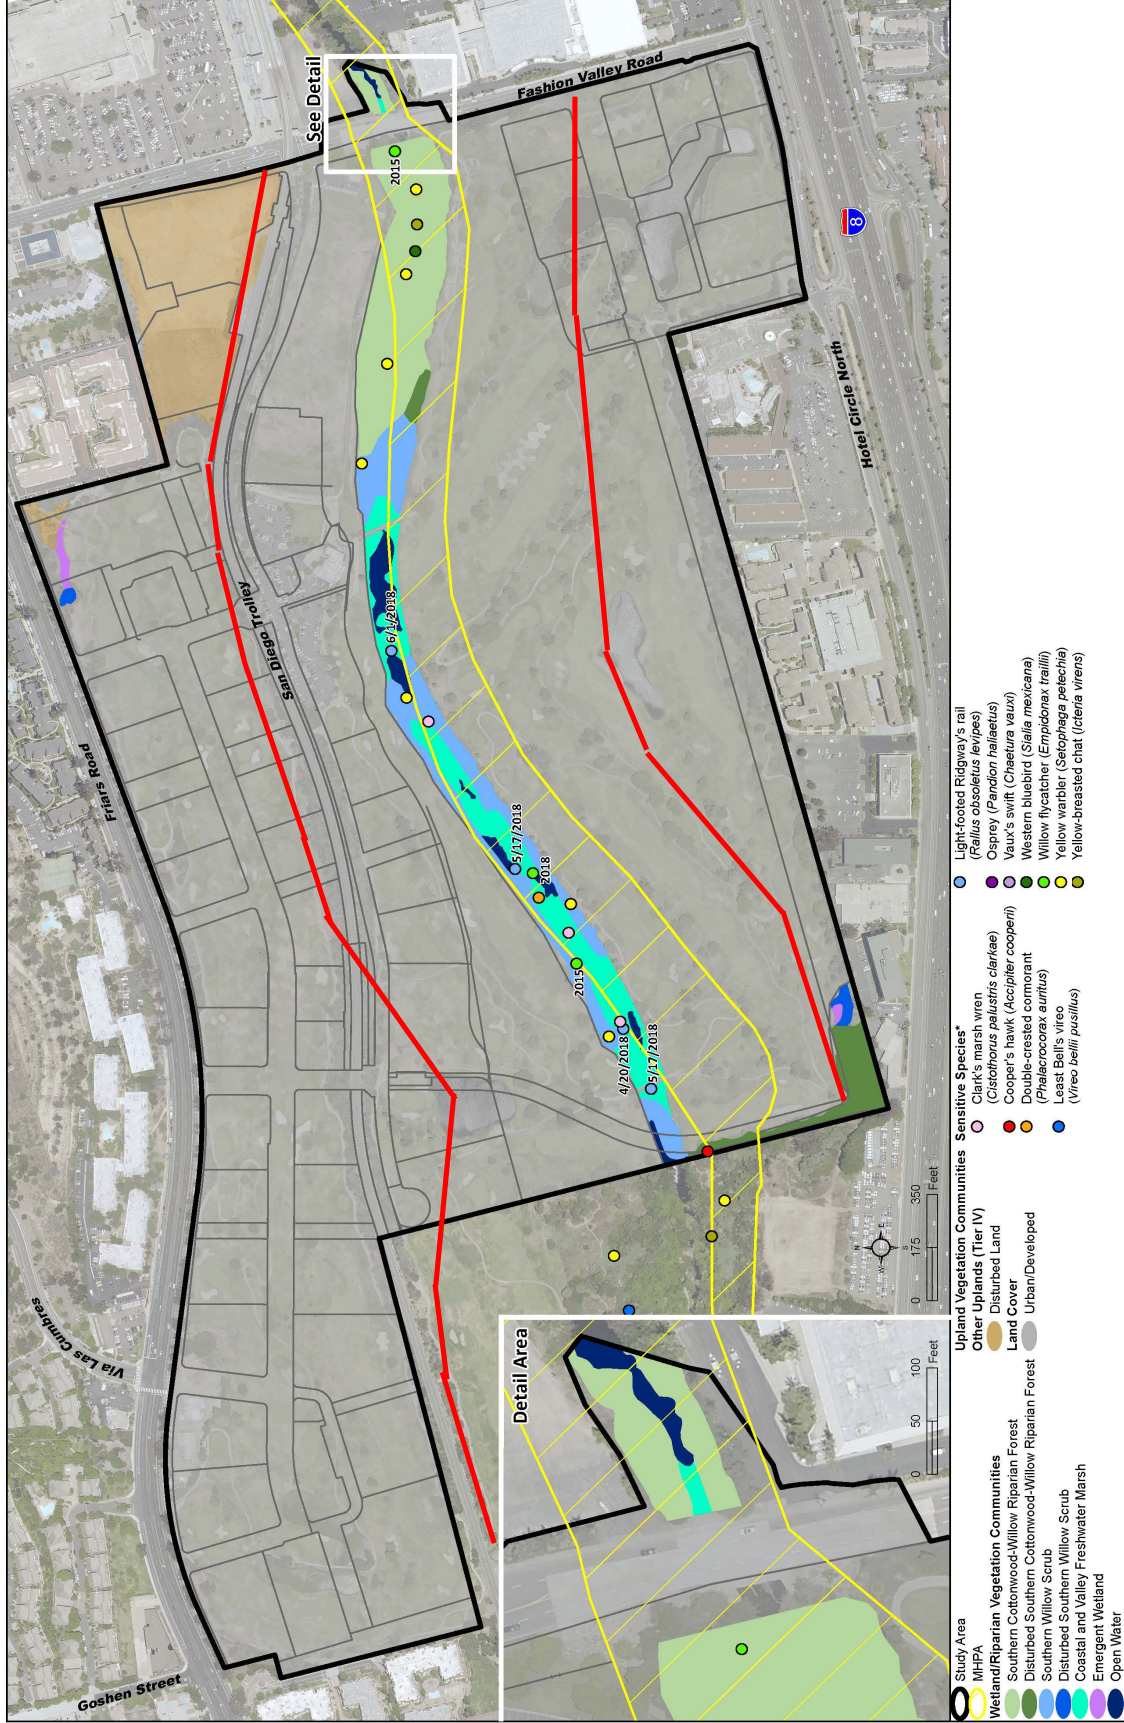 Goshen Street
Via Las Cumbres
Friars Road
San Diego Trolley
Fashion Valley Road
Hotel Circle North
8
See Detail
2015
6/1/2018
5/17/2018
2018
2015
4/20/2018
5/17/2018
Detail Area
0 50 100
Feet
0 175 350
Feet
N
E
S
W
Study Area
MHPA
Wetland/Riparian Vegetation Communities
Southern Cottonwood-Willow Riparian Forest
Disturbed Southern Cottonwood-Willow Riparian Forest
Southern Willow Scrub
Disturbed Southern Willow Scrub
Coastal and Valley Freshwater Marsh
Emergent Wetland
Open Water
Upland Vegetation Communities
Other Uplands (Tier IV)
Disturbed Land
Land Cover
Urban/Developed
Sensitive Species*
Clark's marsh wren
(Cistothorus palustris clarkae)
Cooper's hawk (Accipiter cooperii)
Double-crested cormorant
(Phalacrocorax auritus)
Least Bell's vireo
(Vireo bellii pusillus)
Light-footed Ridgway's rail
(Rallus obsoletus levipes)
Osprey (Pandion haliaetus)
Vaux's swift (Chaetura vauxi)
Western bluebird (Sialia mexicana)
Willow flycatcher (Empidonax traillii)
Yellow warbler (Setophaga petechia)
Yellow-breasted chat (Icteria virens)